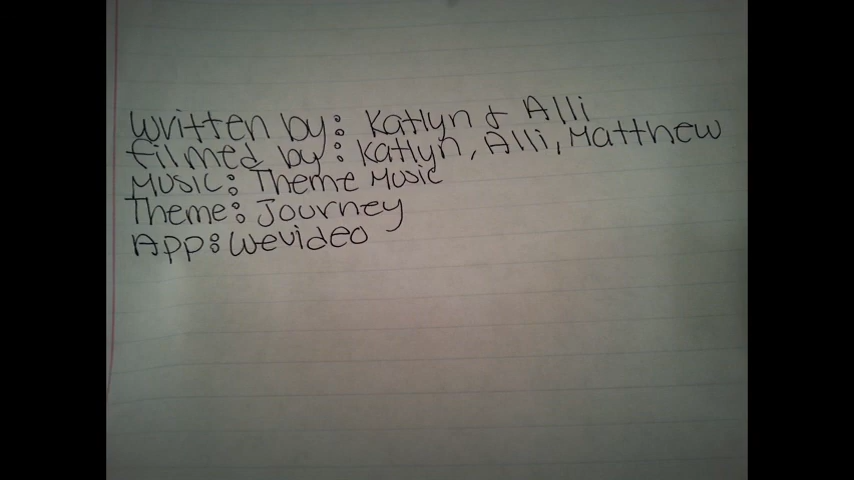 Written by: Katlyn & Alli
filmed by: Katlyn, Alli, Matthew
Music: Theme Music
Theme: Journey
App: Wevideo